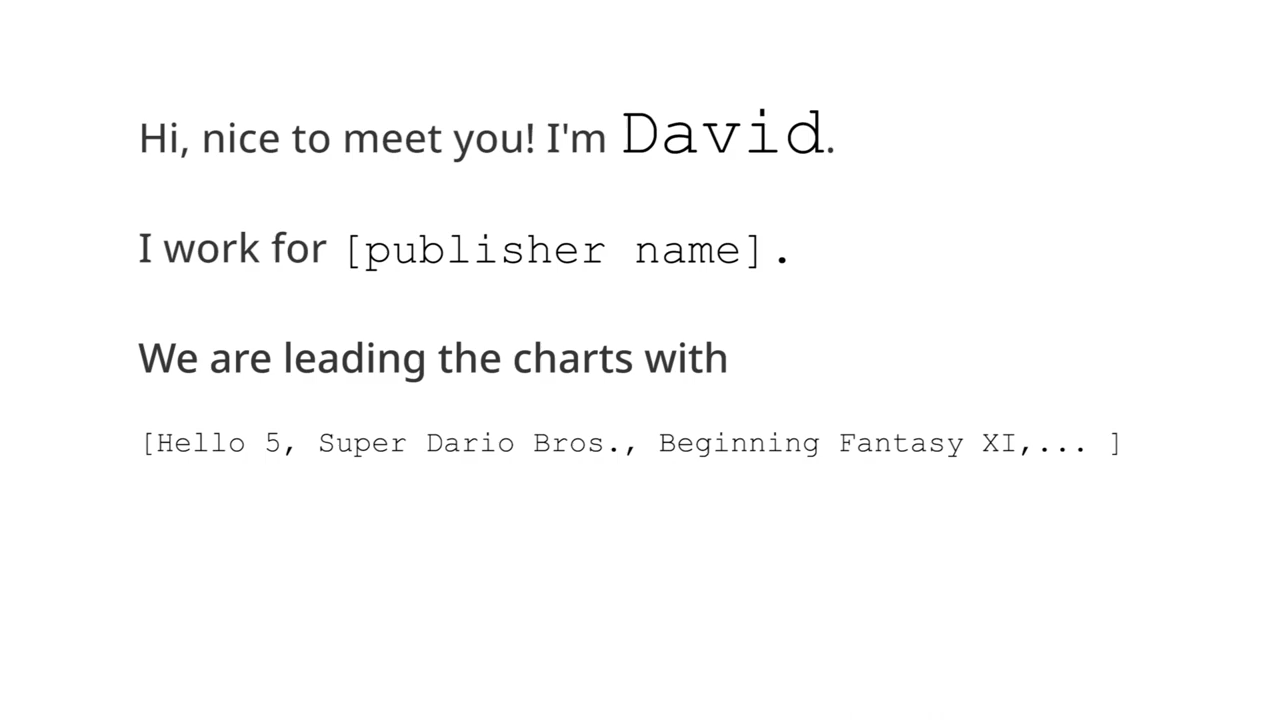 Hi, nice to meet you! I'm David.
I work for [publisher name].
We are leading the charts with
[Hello 5, Super Dario Bros., Beginning Fantasy XI,... ]